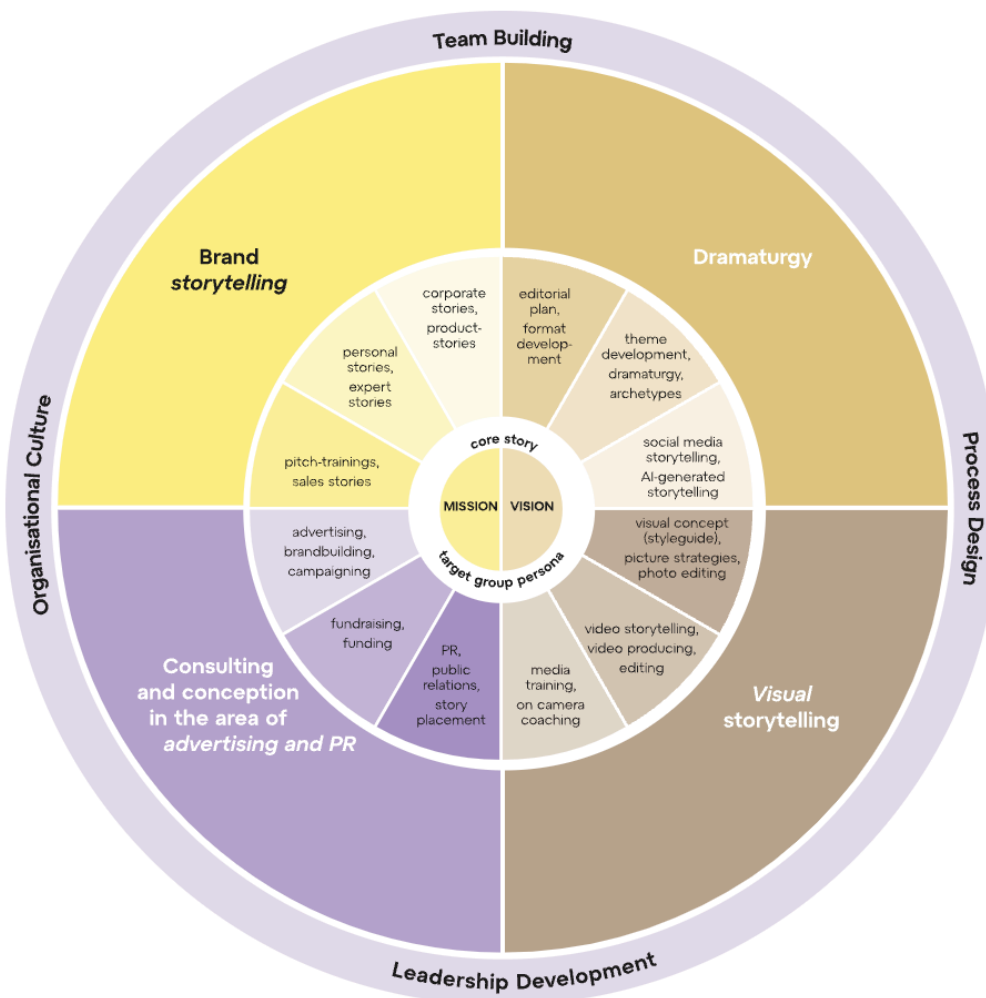 Team Building
Brand
storytelling
Dramaturgy
corporate
stories,
product-
stories
editorial
plan,
format
develop-
ment
personal
stories,
expert
stories
theme
development,
dramaturgy,
archetypes
pitch-trainings,
sales stories
social media
storytelling,
AI-generated
storytelling
core story
MISSION
VISION
target group persona
Organisational Culture
Process Design
advertising,
brandbuilding,
campaigning
visual concept
(styleguide),
picture strategies,
photo editing
fundraising,
funding
video storytelling,
video producing,
editing
PR,
public
relations,
story
placement
media
training,
on camera
coaching
Consulting
and conception
in the area of
advertising and PR
Visual
storytelling
Leadership Development